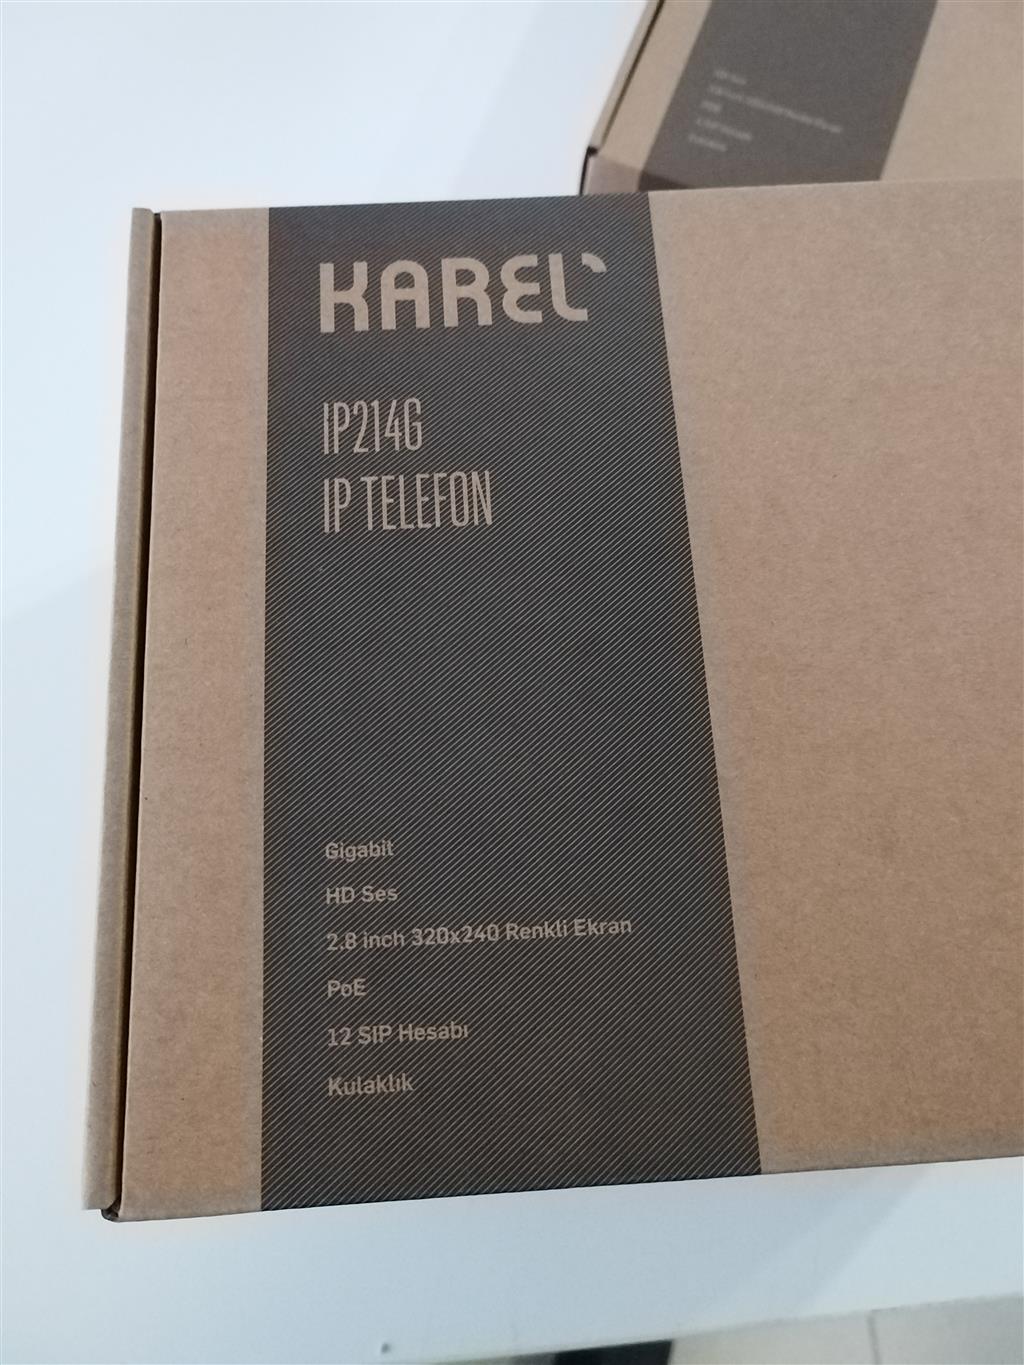 KAREL
IP214G
IP TELEFON
Gigabit
HD Ses
2.8 inch 320x240 Renkli Ekran
PoE
12 SIP Hesabı
Kulaklık